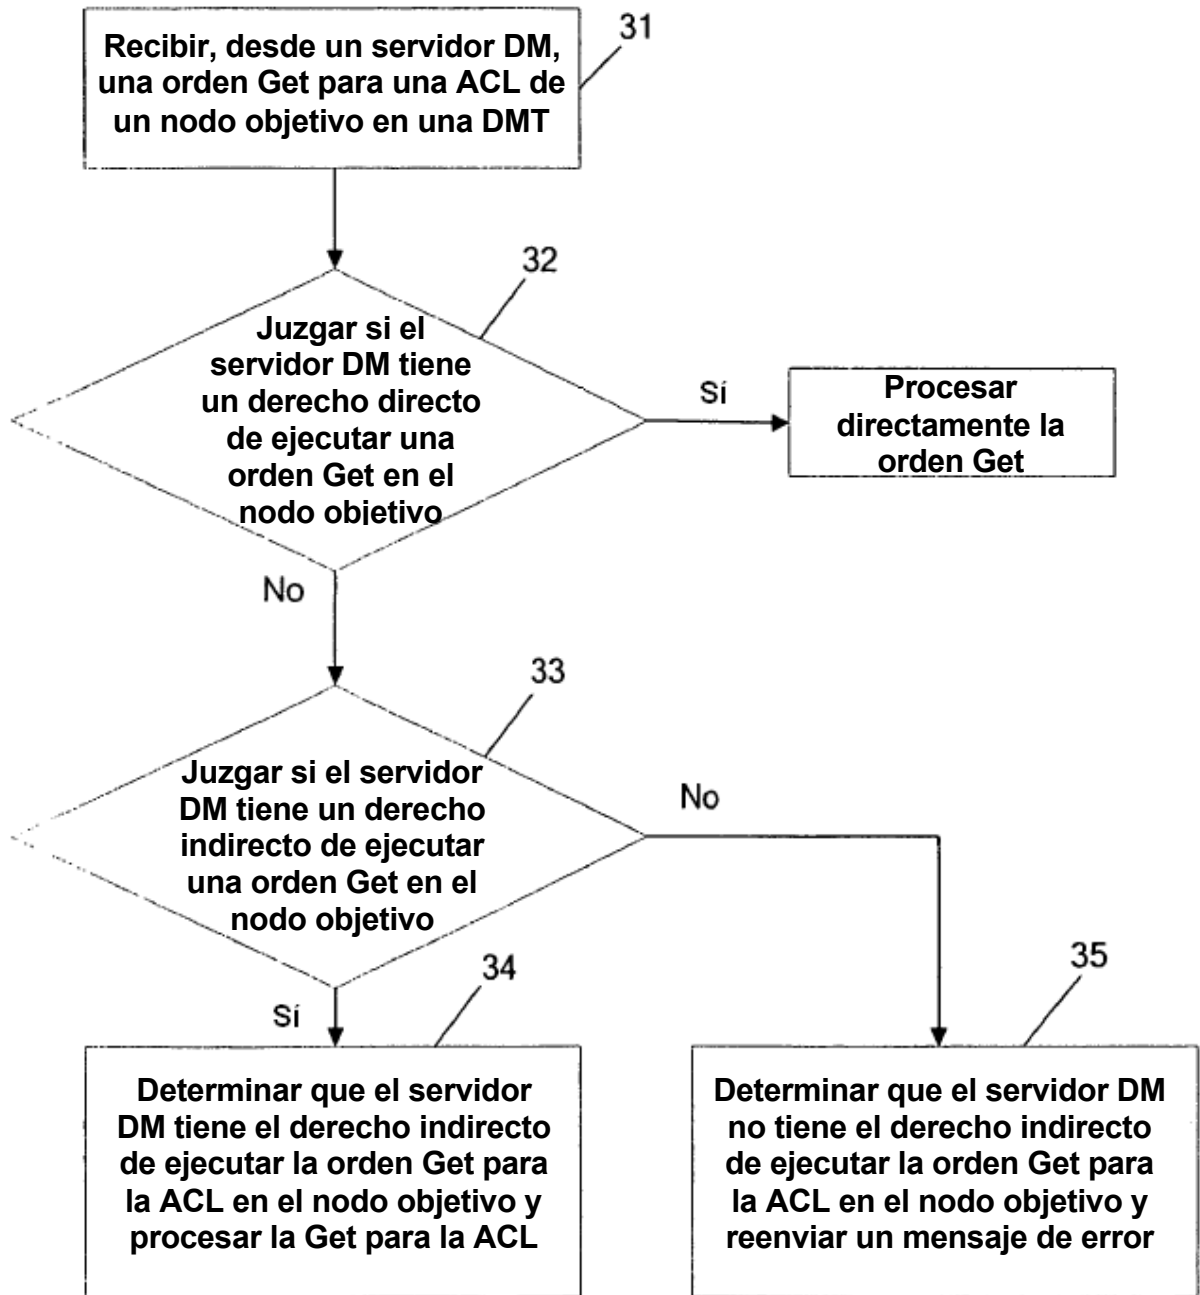 Recibir, desde un servidor DM,
una orden Get para una ACL de
un nodo objetivo en una DMT
31
32
Juzgar si el
servidor DM tiene
un derecho directo
de ejecutar una
orden Get en el
nodo objetivo
Sí
Procesar
directamente la
orden Get
No
33
Juzgar si el servidor
DM tiene un derecho
indirecto de ejecutar
una orden Get en el
nodo objetivo
No
Sí
34
Determinar que el servidor
DM tiene el derecho indirecto
de ejecutar la orden Get para
la ACL en el nodo objetivo y
procesar la Get para la ACL
35
Determinar que el servidor DM
no tiene el derecho indirecto
de ejecutar la orden Get para
la ACL en el nodo objetivo y
reenviar un mensaje de error